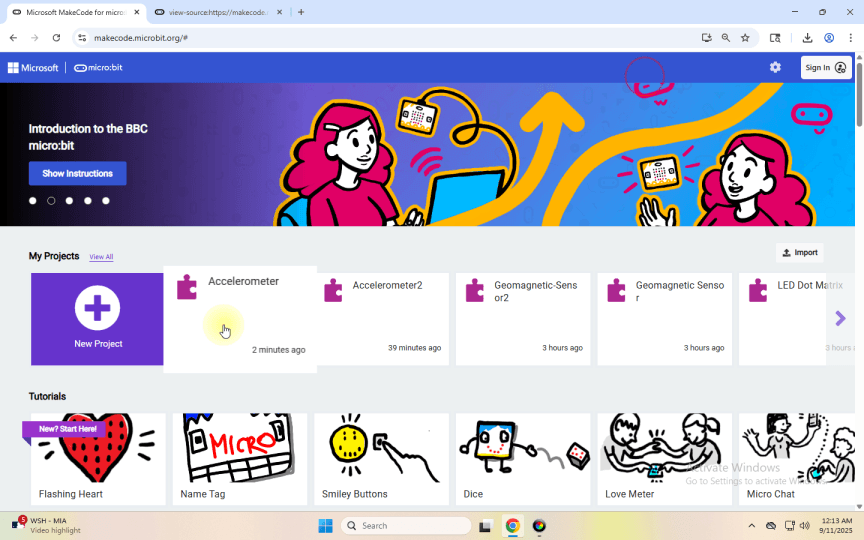 Microsoft MakeCode for micro:
view-source:https://makecode.
makecode.microbit.org/#
Microsoft
micro:bit
Sign In
Introduction to the BBC
micro:bit
Show Instructions
My Projects
View All
Import
New Project
Accelerometer
2 minutes ago
Accelerometer2
39 minutes ago
Geomagnetic-Sens
or2
3 hours ago
Geomagnetic Senso
r
3 hours ago
LED Dot Matrix
3 hours a
Tutorials
New? Start Here!
Flashing Heart
MICRO
Name Tag
Smiley Buttons
Dice
Love Meter
Micro Chat
Activate Windows
Go to Settings to activate Windows.
5
WSH - MIA
Video highlight
Search
12:13 AM
9/11/2025